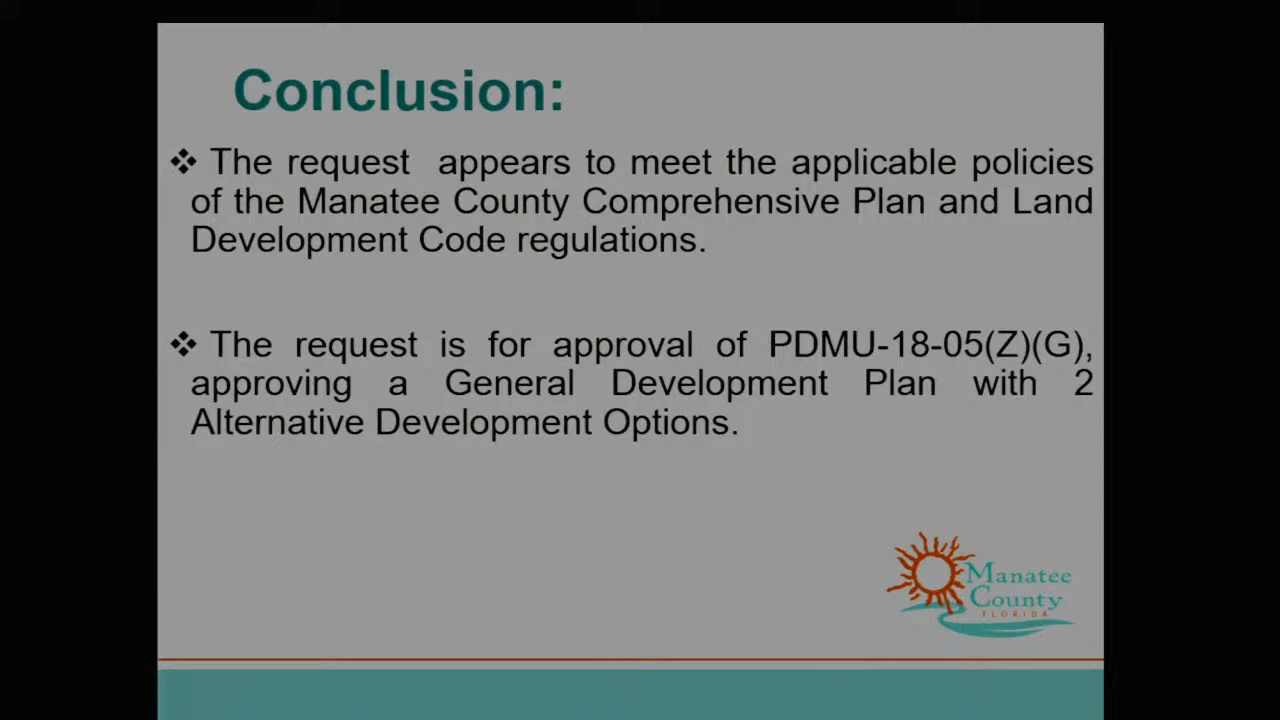 Conclusion:
❖ The request appears to meet the applicable policies
of the Manatee County Comprehensive Plan and Land
Development Code regulations.
❖ The request is for approval of PDMU-18-05(Z)(G),
approving a General Development Plan with 2
Alternative Development Options.
Manatee
County
FLORIDA